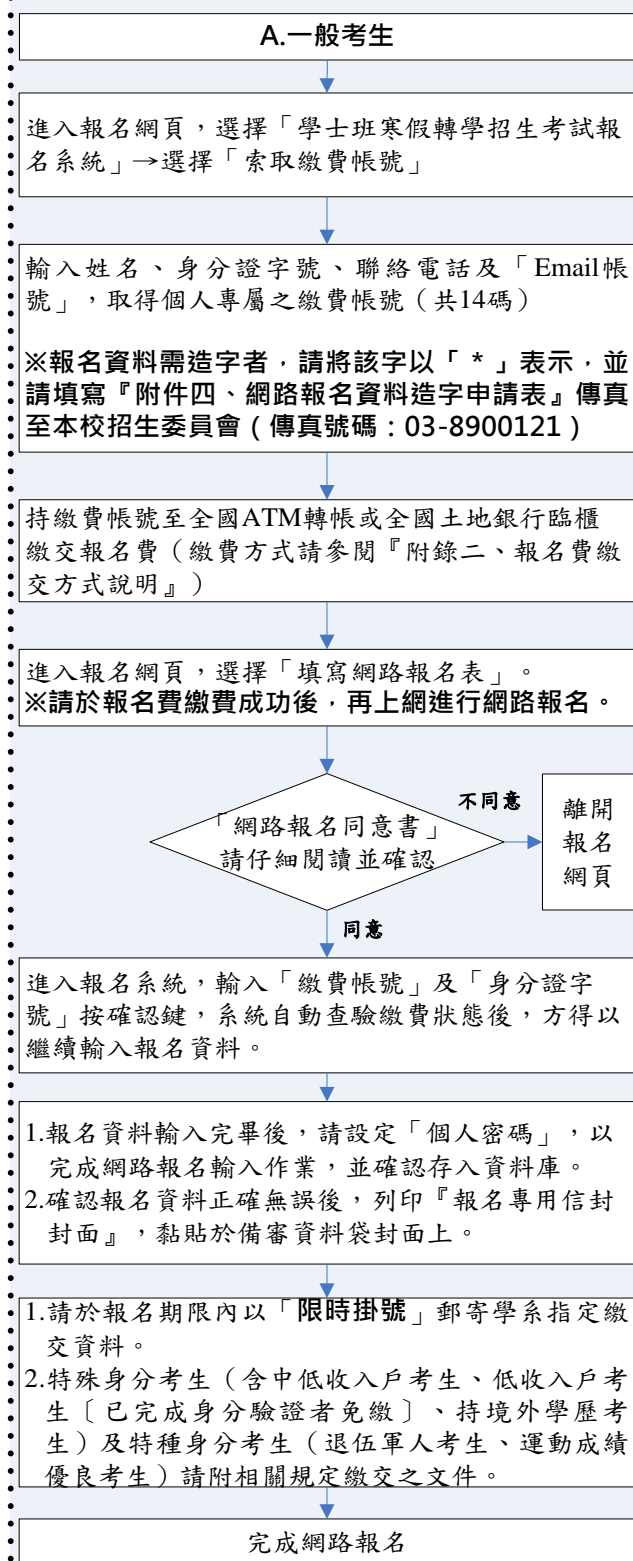 A.一般考生
進入報名網頁，選擇「學士班寒假轉學招生考試報
名系統」→選擇「索取繳費帳號」
輸入姓名、身分證字號、聯絡電話及「Email帳
號」，取得個人專屬之繳費帳號（共14碼）
※報名資料需造字者，請將該字以「 * 」表示，並
請填寫『附件四、網路報名資料造字申請表』傳真
至本校招生委員會（傳真號碼：03-8900121）
持繳費帳號至全國ATM轉帳或全國土地銀行臨櫃
繳交報名費（繳費方式請參閱『附錄二、報名費繳
交方式說明』）
進入報名網頁，選擇「填寫網路報名表」。
※請於報名費繳費成功後，再上網進行網路報名。
「網路報名同意書」
請仔細閱讀並確認
不同意
離開
報名
網頁
同意
進入報名系統，輸入「繳費帳號」及「身分證字
號」按確認鍵，系統自動查驗繳費狀態後，方得以
繼續輸入報名資料。
1.報名資料輸入完畢後，請設定「個人密碼」，以
完成網路報名輸入作業，並確認存入資料庫。
2.確認報名資料正確無誤後，列印『報名專用信封
封面』，黏貼於備審資料袋封面上。
1.請於報名期限內以「限時掛號」郵寄學系指定繳
交資料。
2.特殊身分考生（含中低收入戶考生、低收入戶考
生〔已完成身分驗證者免繳〕、持境外學歷考
生）及特種身分考生（退伍軍人考生、運動成績
優良考生）請附相關規定繳交之文件。
完成網路報名